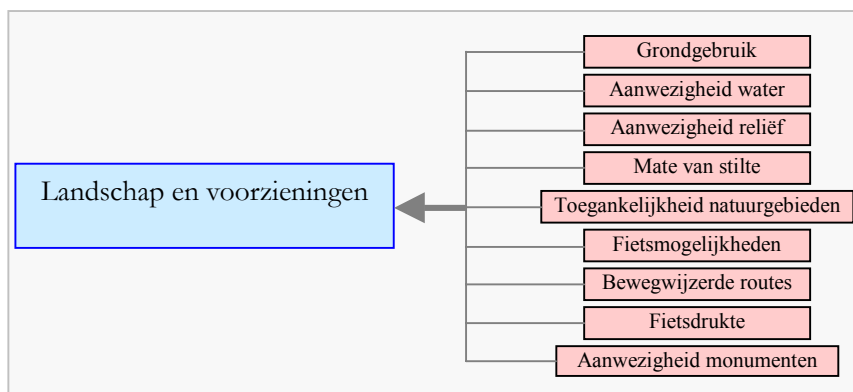 Landschap en voorzieningen
Grondgebruik
Aanwezigheid water
Aanwezigheid reliëf
Mate van stilte
Toegankelijkheid natuurgebieden
Fietsmogelijkheden
Bewegwijzerde routes
Fietsdrukte
Aanwezigheid monumenten